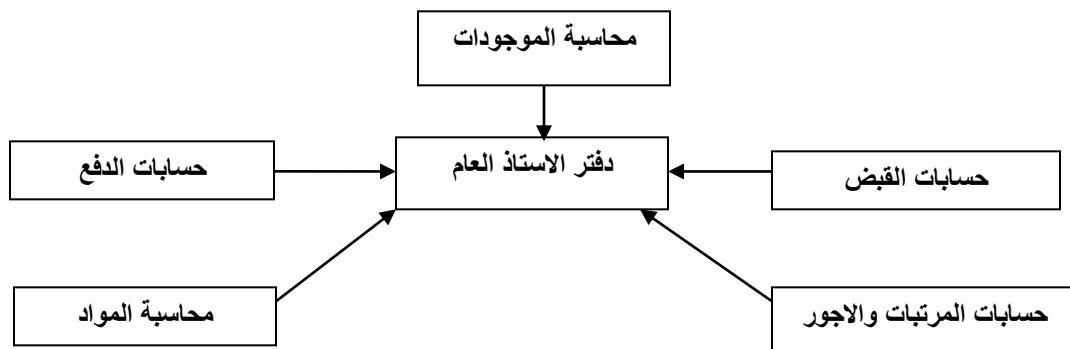 محاسبة الموجودات
دفتر الاستاذ العام
حسابات القبض
حسابات الدفع
حسابات المرتبات والاجور
محاسبة المواد